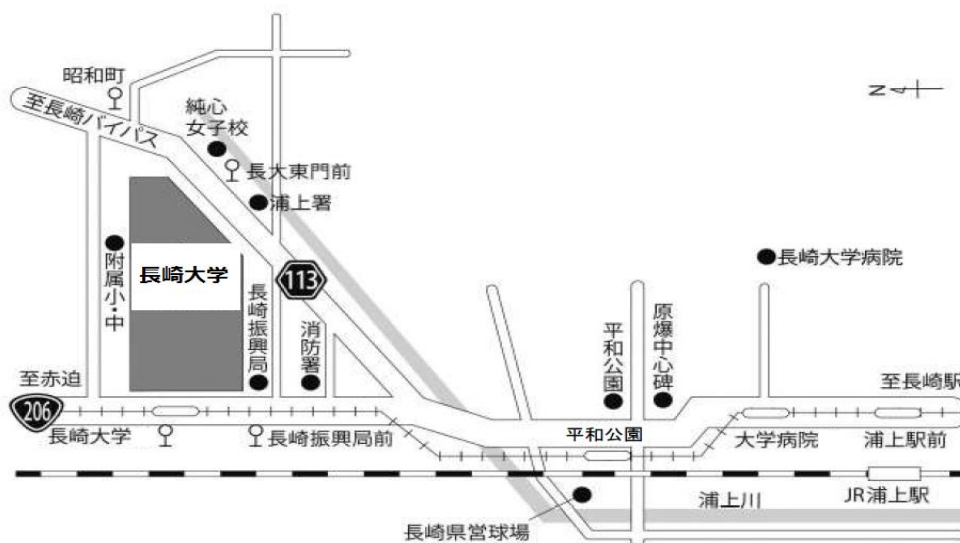 昭和町
至長崎バイパス
純心
女子校
長大東門前
浦上署
N
附属小・中
長崎大学
長崎振興局
消防署
113
長崎大学病院
平和公園
原爆中心碑
至赤迫
至長崎駅
206
長崎大学
長崎振興局前
平和公園
大学病院
浦上駅前
長崎県営球場
浦上川
JR浦上駅